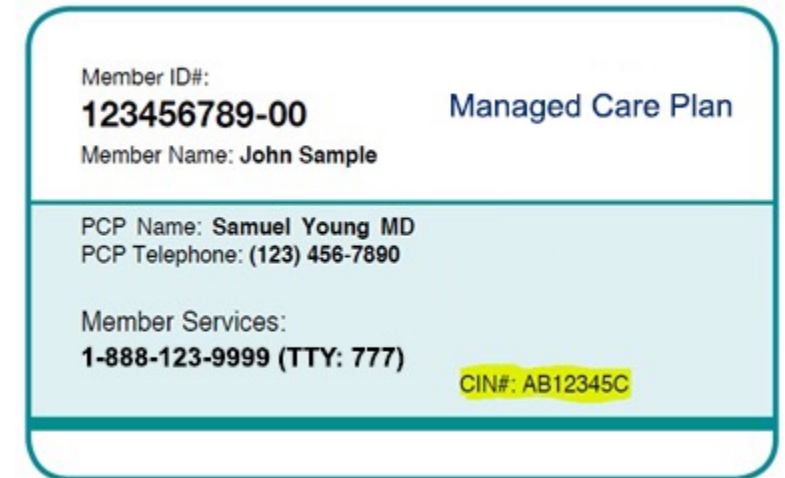 Member ID#:
123456789-00
Managed Care Plan
Member Name: John Sample
PCP Name: Samuel Young MD
PCP Telephone: (123) 456-7890
Member Services:
1-888-123-9999 (TTY: 777)
CIN#: AB12345C